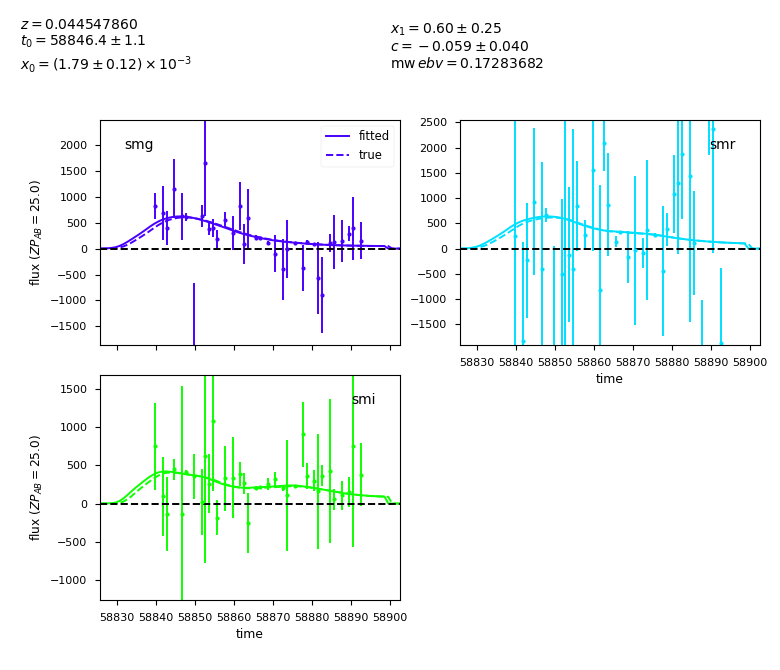 z = 0.044547860
t₀ = 58846.4 ± 1.1
x₀ = (1.79 ± 0.12) × 10⁻³
x₁ = 0.60 ± 0.25
c = −0.059 ± 0.040
mw ebv = 0.17283682
smg
fitted
true
2000
1500
1000
500
0
−500
−1000
−1500
flux (ZP_AB = 25.0)
smr
2500
2000
1500
1000
500
0
−500
−1000
−1500
58830 58840 58850 58860 58870 58880 58890 58900
time
smi
1500
1000
500
0
−500
−1000
flux (ZP_AB = 25.0)
58830 58840 58850 58860 58870 58880 58890 58900
time